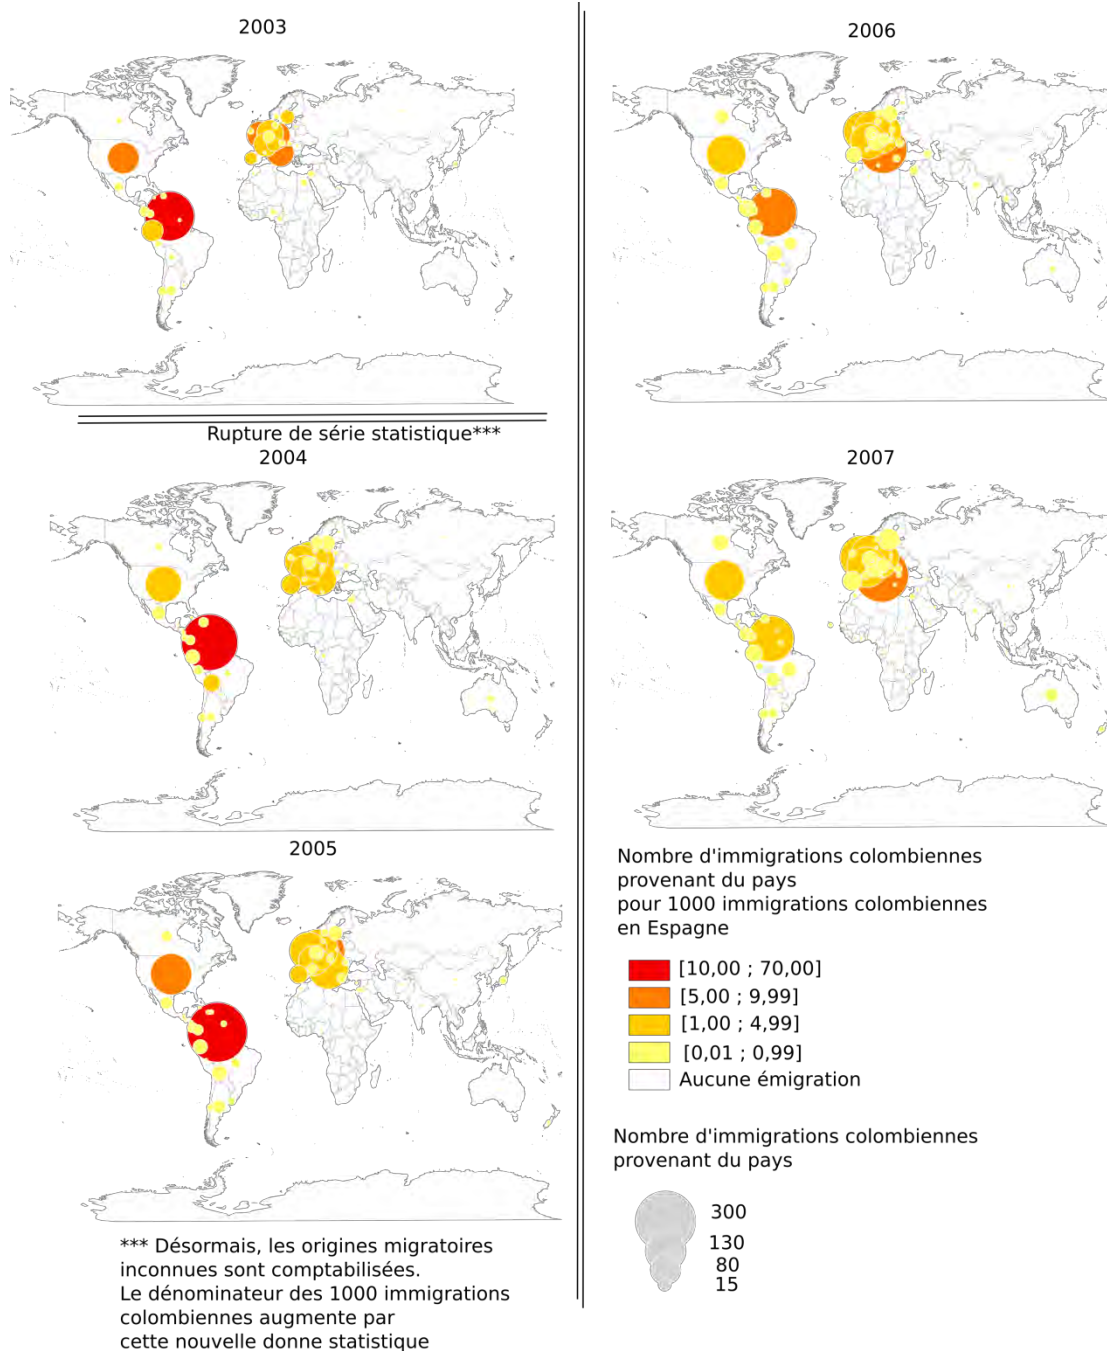 2003
Rupture de série statistique***
2004
2005
*** Désormais, les origines migratoires
inconnues sont comptabilisées.
Le dénominateur des 1000 immigrations
colombiennes augmente par
cette nouvelle donne statistique
2006
2007
Nombre d'immigrations colombiennes
provenant du pays
pour 1000 immigrations colombiennes
en Espagne
[10,00 ; 70,00]
[5,00 ; 9,99]
[1,00 ; 4,99]
[0,01 ; 0,99]
Aucune émigration
Nombre d'immigrations colombiennes
provenant du pays
300
130
80
15